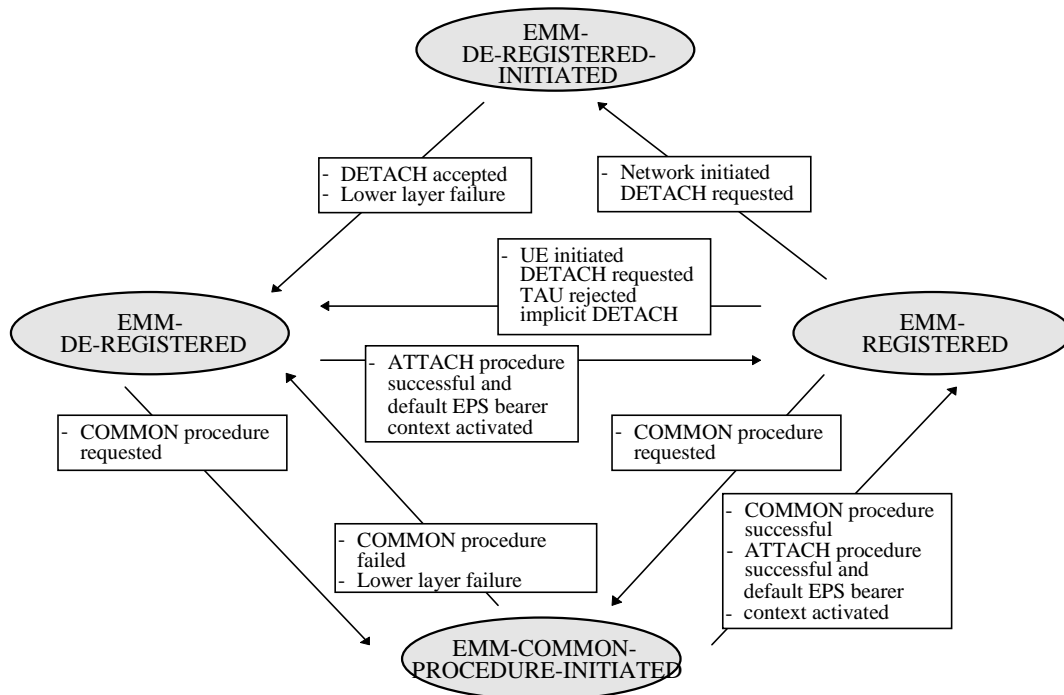 EMM-
DE-REGISTERED-
INITIATED
- DETACH accepted
- Lower layer failure
- Network initiated
DETACH requested
- UE initiated
DETACH requested
TAU rejected
implicit DETACH
EMM-
DE-REGISTERED
EMM-
REGISTERED
- ATTACH procedure
successful and
default EPS bearer
context activated
- COMMON procedure
requested
- COMMON procedure
requested
- COMMON procedure
failed
- Lower layer failure
- COMMON procedure
successful
- ATTACH procedure
successful and
default EPS bearer
- context activated
EMM-COMMON-
PROCEDURE-INITIATED